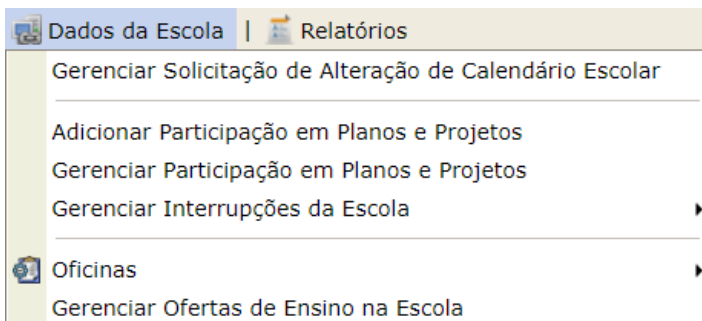 Dados da Escola | Relatórios
Gerenciar Solicitação de Alteração de Calendário Escolar
Adicionar Participação em Planos e Projetos
Gerenciar Participação em Planos e Projetos
Gerenciar Interrupções da Escola
Oficinas
Gerenciar Ofertas de Ensino na Escola